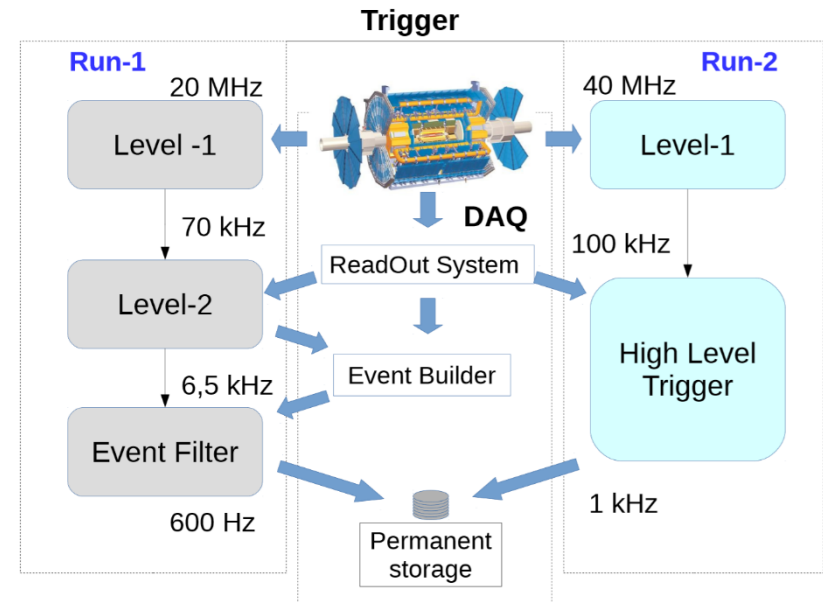 Trigger
Run-1
20 MHz
Level -1
70 kHz
Level-2
6,5 kHz
Event Filter
600 Hz
DAQ
ReadOut System
Event Builder
Permanent
storage
Run-2
40 MHz
Level-1
100 kHz
High Level
Trigger
1 kHz